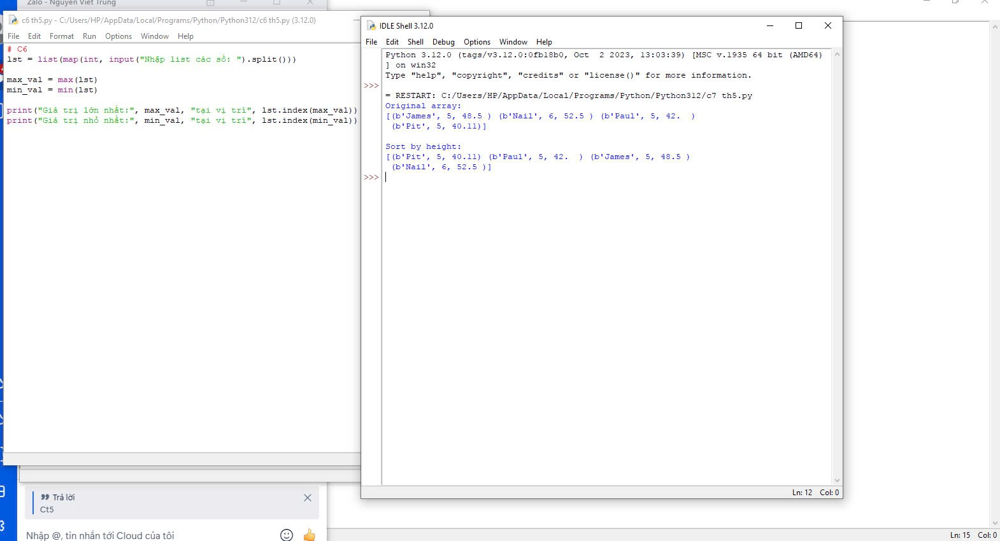 Zalo - Nguyễn Việt Trung
c6 th5.py - C:/Users/HP/AppData/Local/Programs/Python/Python312/c6 th5.py (3.12.0)
File Edit Format Run Options Window Help
# C6
lst = list(map(int, input("Nhập list các số: ").split()))
max_val = max(lst)
min_val = min(lst)
print("Giá trị lớn nhất:", max_val, "tại vị trí", lst.index(max_val))
print("Giá trị nhỏ nhất:", min_val, "tại vị trí", lst.index(min_val))
IDLE Shell 3.12.0
File Edit Shell Debug Options Window Help
Python 3.12.0 (tags/v3.12.0:0fb18b0, Oct  2 2023, 13:03:39) [MSC v.1935 64 bit (AMD64)
] on win32
Type "help", "copyright", "credits" or "license()" for more information.
>>>
= RESTART: C:/Users/HP/AppData/Local/Programs/Python/Python312/c7 th5.py
Original array:
[(b'James', 5, 48.5 ) (b'Nail', 6, 52.5 ) (b'Paul', 5, 42.  )
 (b'Pit', 5, 40.11)]
Sort by height:
[(b'Pit', 5, 40.11) (b'Paul', 5, 42.  ) (b'James', 5, 48.5 )
 (b'Nail', 6, 52.5 )]
>>>
Ln: 12 Col: 0
Trả lời
Ct5
Nhập @, tin nhắn tới Cloud của tôi
Ln: 15 Col: 0